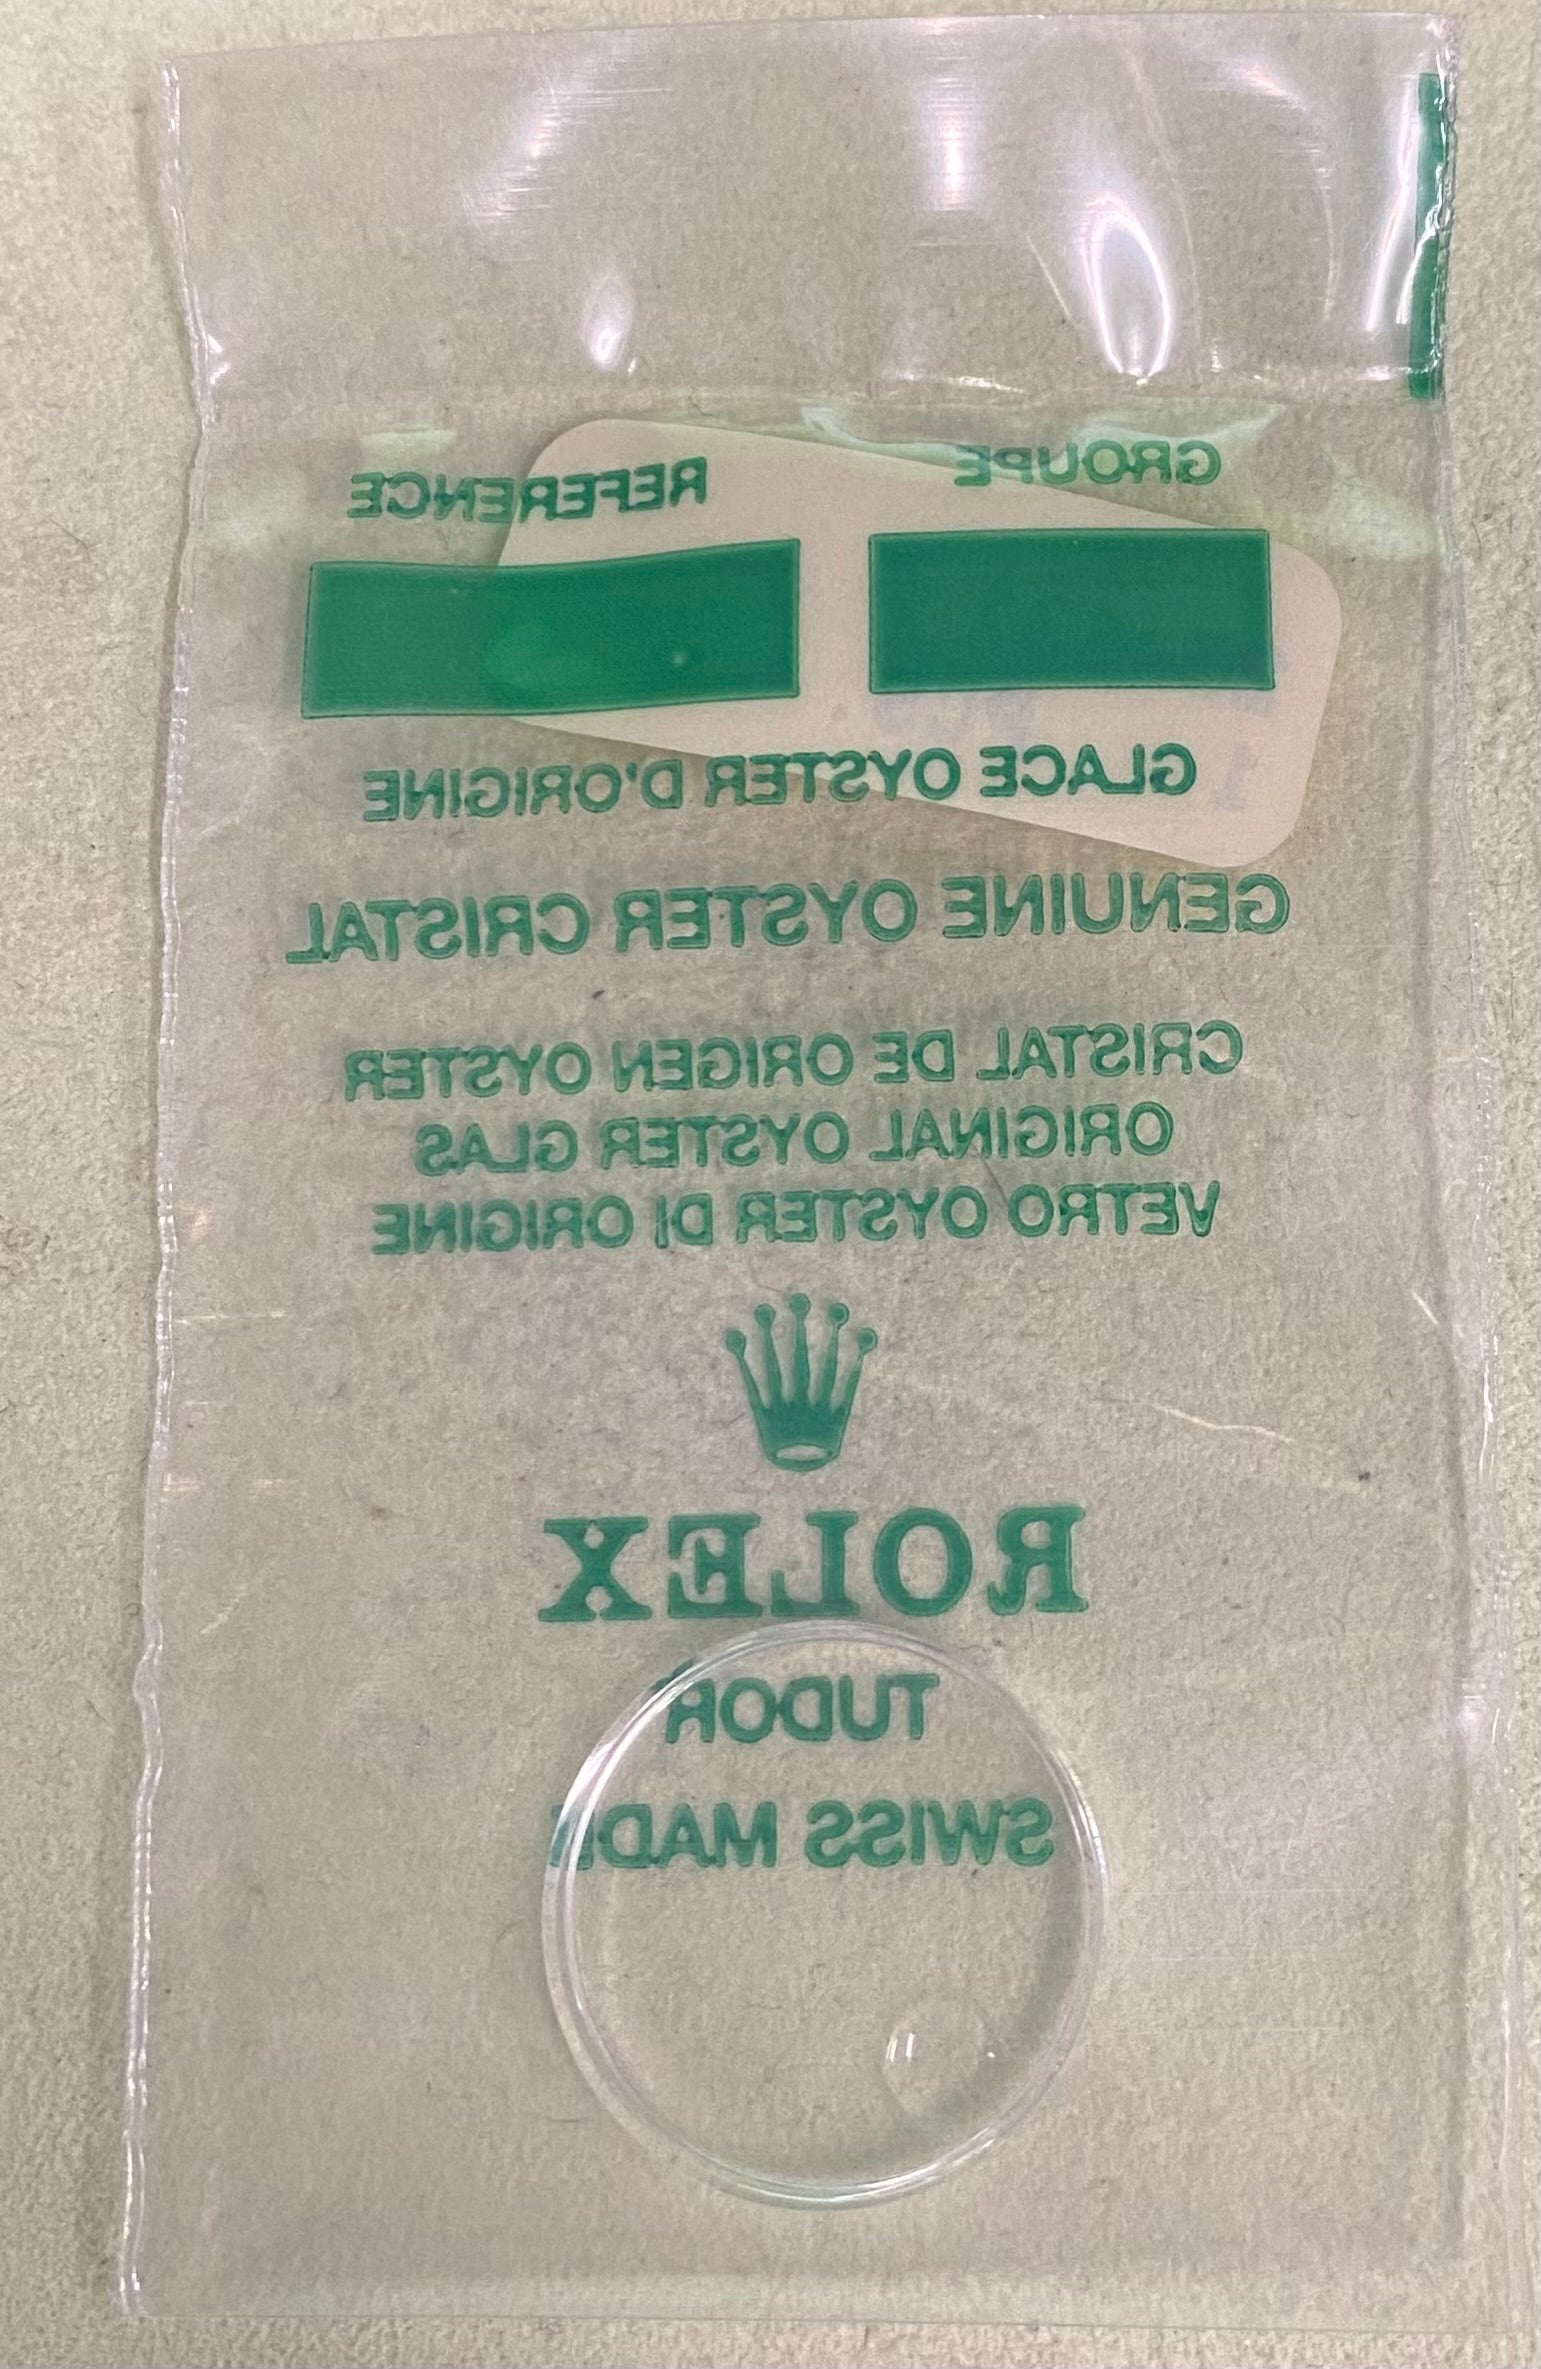 GROUPE REFERENCE
GLACE OYSTER D'ORIGINE
GENUINE OYSTER CRISTAL
CRISTAL DE ORIGEN OYSTER
ORIGINAL OYSTER GLAS
VETRO OYSTER DI ORIGINE
ROLEX
TUDOR
SWISS MADE